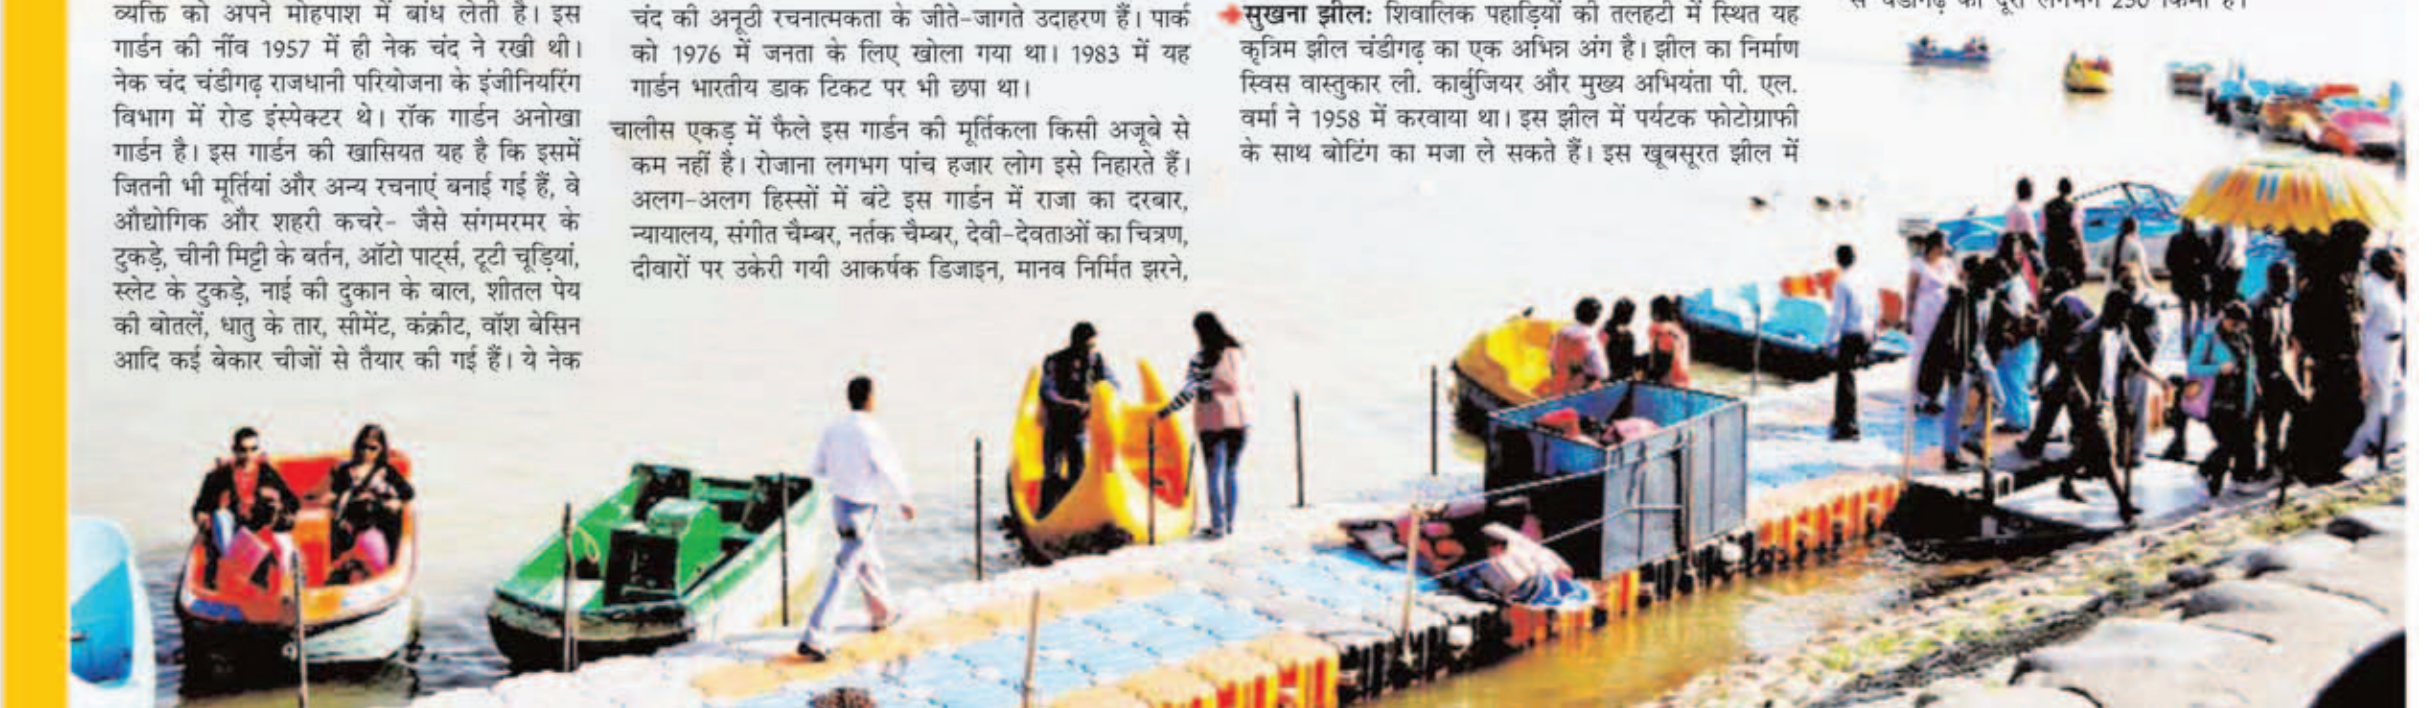 व्यक्ति को अपने मोहपाश में बांध लेती है। इस
गार्डन की नींव 1957 में ही नेक चंद ने रखी थी।
नेक चंद चंडीगढ़ राजधानी परियोजना के इंजीनियरिंग
विभाग में रोड इंस्पेक्टर थे। रॉक गार्डन अनोखा
गार्डन है। इस गार्डन की खासियत यह है कि इसमें
जितनी भी मूर्तियां और अन्य रचनाएं बनाई गई हैं, वे
औद्योगिक और शहरी कचरे- जैसे संगमरमर के
टुकड़े, चीनी मिट्टी के बर्तन, ऑटो पार्ट्स, टूटी चूड़ियां,
स्लेट के टुकड़े, नाई की दुकान के बाल, शीतल पेय
की बोतलें, धातु के तार, सीमेंट, कंक्रीट, वॉश बेसिन
आदि कई बेकार चीजों से तैयार की गई हैं। ये नेक
चंद की अनूठी रचनात्मकता के जीते-जागते उदाहरण हैं। पार्क
को 1976 में जनता के लिए खोला गया था। 1983 में यह
गार्डन भारतीय डाक टिकट पर भी छपा था।
चालीस एकड़ में फैले इस गार्डन की मूर्तिकला किसी अजूबे से
कम नहीं है। रोजाना लगभग पांच हजार लोग इसे निहारते हैं।
अलग-अलग हिस्सों में बंटे इस गार्डन में राजा का दरबार,
न्यायालय, संगीत चैम्बर, नर्तक चैम्बर, देवी-देवताओं का चित्रण,
दीवारों पर उकेरी गयी आकर्षक डिजाइन, मानव निर्मित झरने,
सुखना झील: शिवालिक पहाड़ियों की तलहटी में स्थित यह
कृत्रिम झील चंडीगढ़ का एक अभिन्न अंग है। झील का निर्माण
स्विस वास्तुकार ली. कार्बुजियर और मुख्य अभियंता पी. एल.
वर्मा ने 1958 में करवाया था। इस झील में पर्यटक फोटोग्राफी
के साथ बोटिंग का मजा ले सकते हैं। इस खूबसूरत झील में
से चंडीगढ़ की दूरी लगभग 250 किमी है।